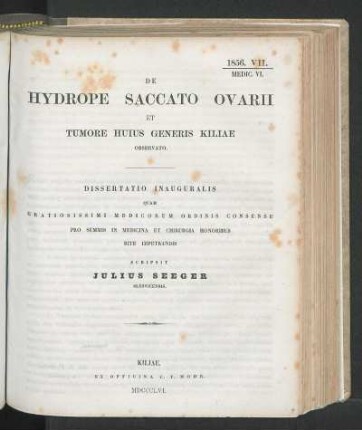 1856. VII.
MEDIC. VI.
DE
HYDROPE SACCATO OVARII
ET
TUMORE HUIUS GENERIS KILIAE
OBSERVATO.
DISSERTATIO INAUGURALIS
QUAM
GRATIOSISSIMI MEDICORUM ORDINIS CONSENSU
PRO SUMMIS IN MEDICINA ET CHIRURGIA HONORIBUS
RITE IMPETRANDIS
SCRIPSIT
JULIUS SEEGER
KILIAE,
EX OFFICINA C. F. MOHR.
MDCCCLVI.